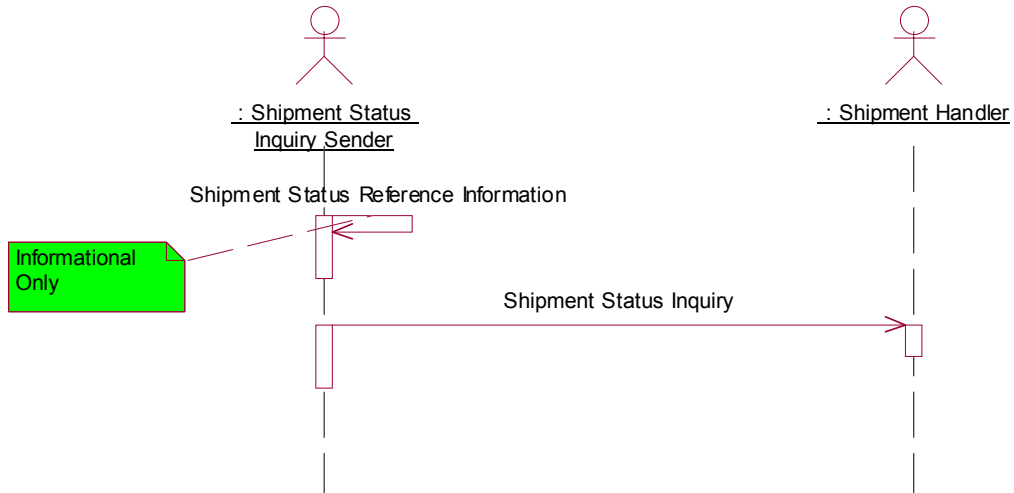 : Shipment Status
Inquiry Sender
: Shipment Handler
Shipment Status Reference Information
Informational
Only
Shipment Status Inquiry